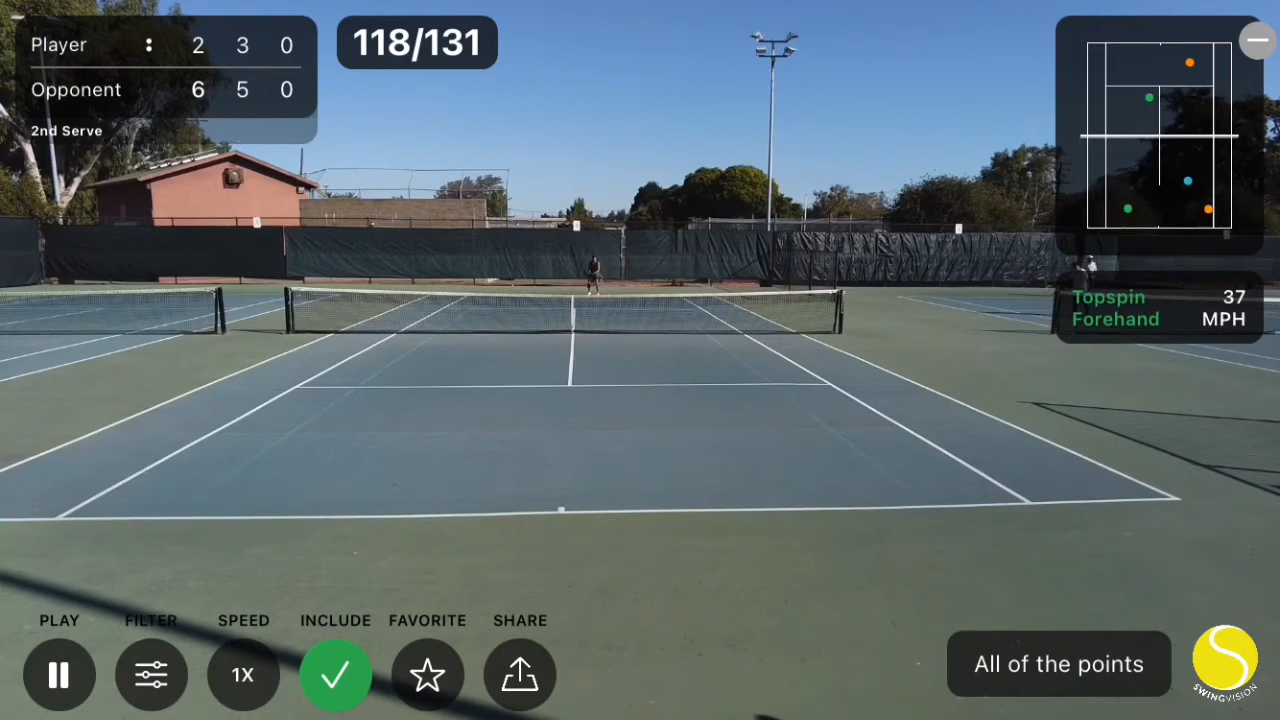 Player : 2 3 0
Opponent 6 5 0
2nd Serve
118/131
Topspin 37
Forehand MPH
PLAY FILTER SPEED INCLUDE FAVORITE SHARE
1X
All of the points
SWINGVISION